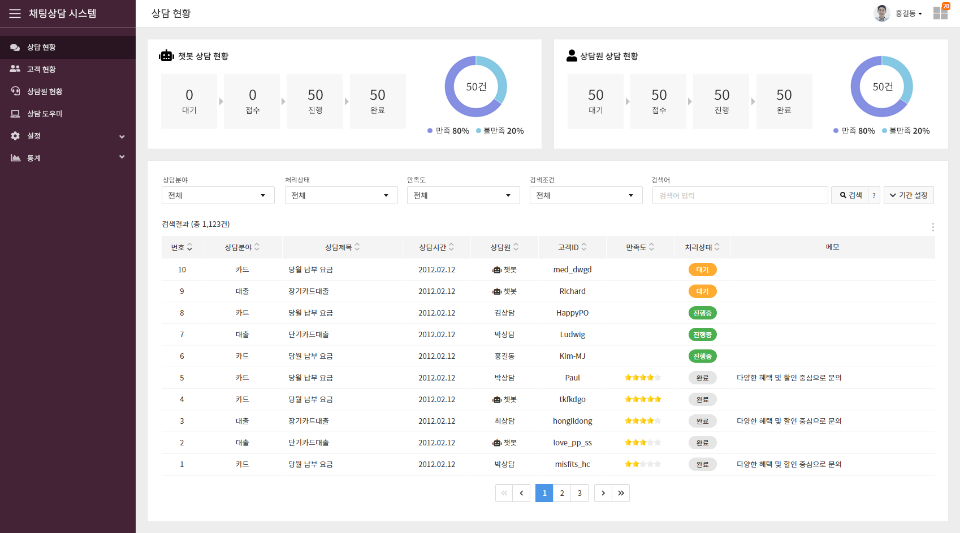 채팅상담 시스템
상담 현황
홍길동
70
상담 현황
고객 현황
상담원 현황
상담 도우미
설정
통계
챗봇 상담 현황
0 0 50 50
대기 접수 진행 완료
50건
만족 80% 불만족 20%
상담원 상담 현황
50 50 50 50
대기 접수 진행 완료
50건
만족 80% 불만족 20%
상담분야 처리상태 만족도 검색조건 검색어
전체 전체 전체 전체 검색어 입력 검색 ? 기간 설정
검색결과 (총 1,123건)
번호 상담분야 상담제목 상담시간 상담원 고객ID 만족도 처리상태 메모
10 카드 당월 납부 요금 2012.02.12 챗봇 med_dwgd 대기
9 대출 장기카드대출 2012.02.12 챗봇 Richard 대기
8 카드 당월 납부 요금 2012.02.12 김상담 HappyPO 진행중
7 대출 단기카드대출 2012.02.12 박상담 Ludwig 진행중
6 카드 당월 납부 요금 2012.02.12 홍길동 Kim-MJ 진행중
5 카드 당월 납부 요금 2012.02.12 박상담 Paul 완료 다양한 혜택 및 할인 중심으로 문의
4 카드 당월 납부 요금 2012.02.12 챗봇 tkfkdgo 완료
3 대출 장기카드대출 2012.02.12 최상담 hongildong 완료 다양한 혜택 및 할인 중심으로 문의
2 대출 단기카드대출 2012.02.12 챗봇 love_pp_ss 완료
1 카드 당월 납부 요금 2012.02.12 박상담 misfits_hc 완료 다양한 혜택 및 할인 중심으로 문의
1 2 3